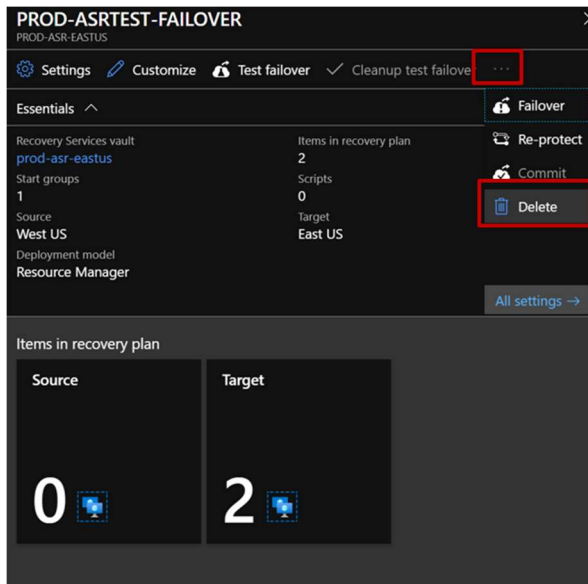 PROD-ASRTEST-FAILOVER
PROD-ASR-EASTUS
Settings Customize Test failover Cleanup test failove ...
Essentials
Failover
Re-protect
Commit
Delete
Recovery Services vault
prod-asr-eastus
Start groups
1
Source
West US
Deployment model
Resource Manager
Items in recovery plan
2
Scripts
0
Target
East US
All settings →
Items in recovery plan
Source
0
Target
2